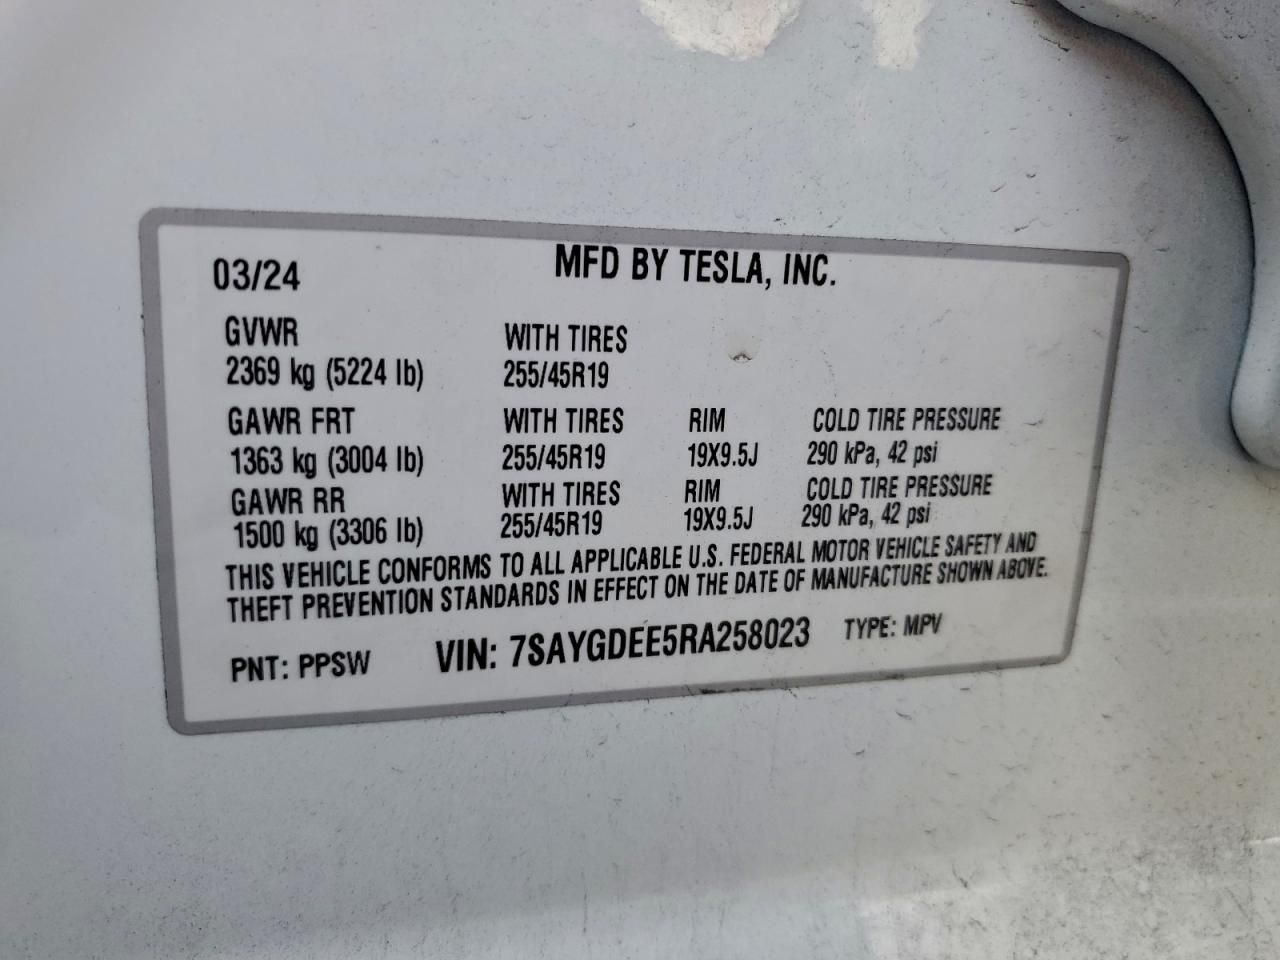 03/24 MFD BY TESLA, INC.
GVWR WITH TIRES
2369 kg (5224 lb) 255/45R19
GAWR FRT WITH TIRES RIM COLD TIRE PRESSURE
1363 kg (3004 lb) 255/45R19 19X9.5J 290 kPa, 42 psi
GAWR RR WITH TIRES RIM COLD TIRE PRESSURE
1500 kg (3306 lb) 255/45R19 19X9.5J 290 kPa, 42 psi
THIS VEHICLE CONFORMS TO ALL APPLICABLE U.S. FEDERAL MOTOR VEHICLE SAFETY AND
THEFT PREVENTION STANDARDS IN EFFECT ON THE DATE OF MANUFACTURE SHOWN ABOVE.
PNT: PPSW VIN: 7SAYGDEE5RA258023 TYPE: MPV